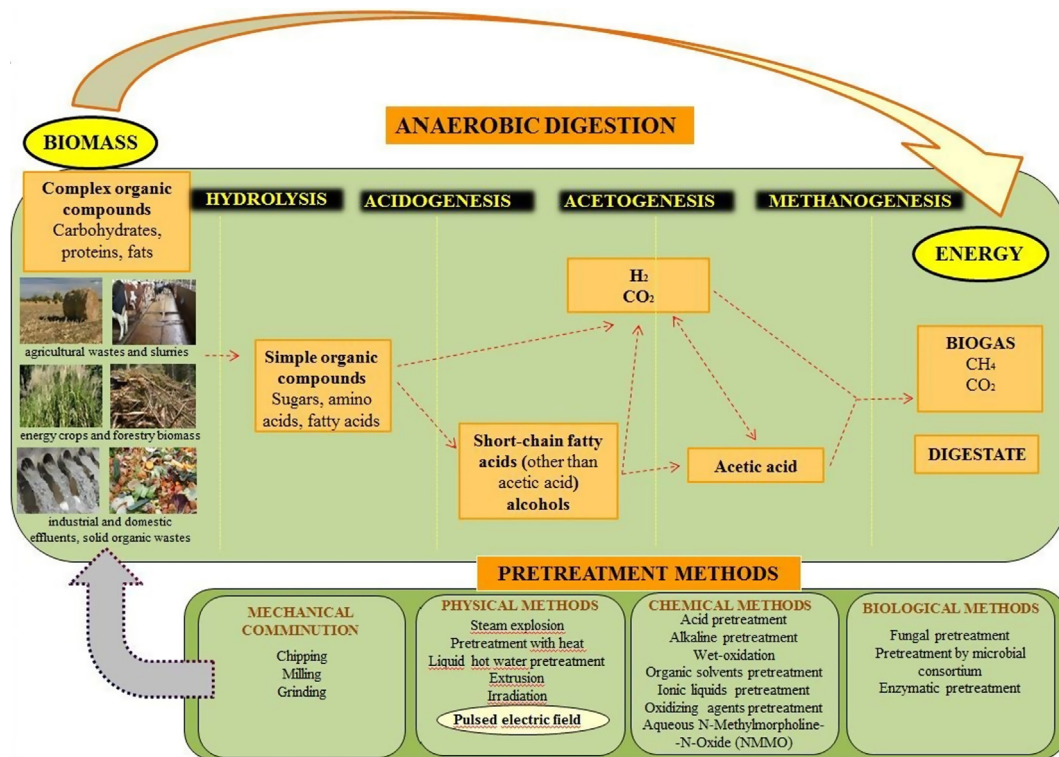 ANAEROBIC DIGESTION
BIOMASS
Complex organic
compounds
Carbohydrates,
proteins, fats
HYDROLYSIS
ACIDOGENESIS
ACETOGENESIS
METHANOGENESIS
ENERGY
agricultural wastes and slurries
energy crops and forestry biomass
industrial and domestic
effluents, solid organic wastes
Simple organic
compounds
Sugars, amino
acids, fatty acids
H₂
CO₂
Short-chain fatty
acids (other than
acetic acid)
alcohols
Acetic acid
BIOGAS
CH₄
CO₂
DIGESTATE
PRETREATMENT METHODS
MECHANICAL
COMMINUTION
Chipping
Milling
Grinding
PHYSICAL METHODS
Steam explosion
Pretreatment with heat
Liquid hot water pretreatment
Extrusion
Irradiation
Pulsed electric field
CHEMICAL METHODS
Acid pretreatment
Alkaline pretreatment
Wet-oxidation
Organic solvents pretreatment
Ionic liquids pretreatment
Oxidizing agents pretreatment
Aqueous N-Methylmorpholine-
-N-Oxide (NMMO)
BIOLOGICAL METHODS
Fungal pretreatment
Pretreatment by microbial
consortium
Enzymatic pretreatment